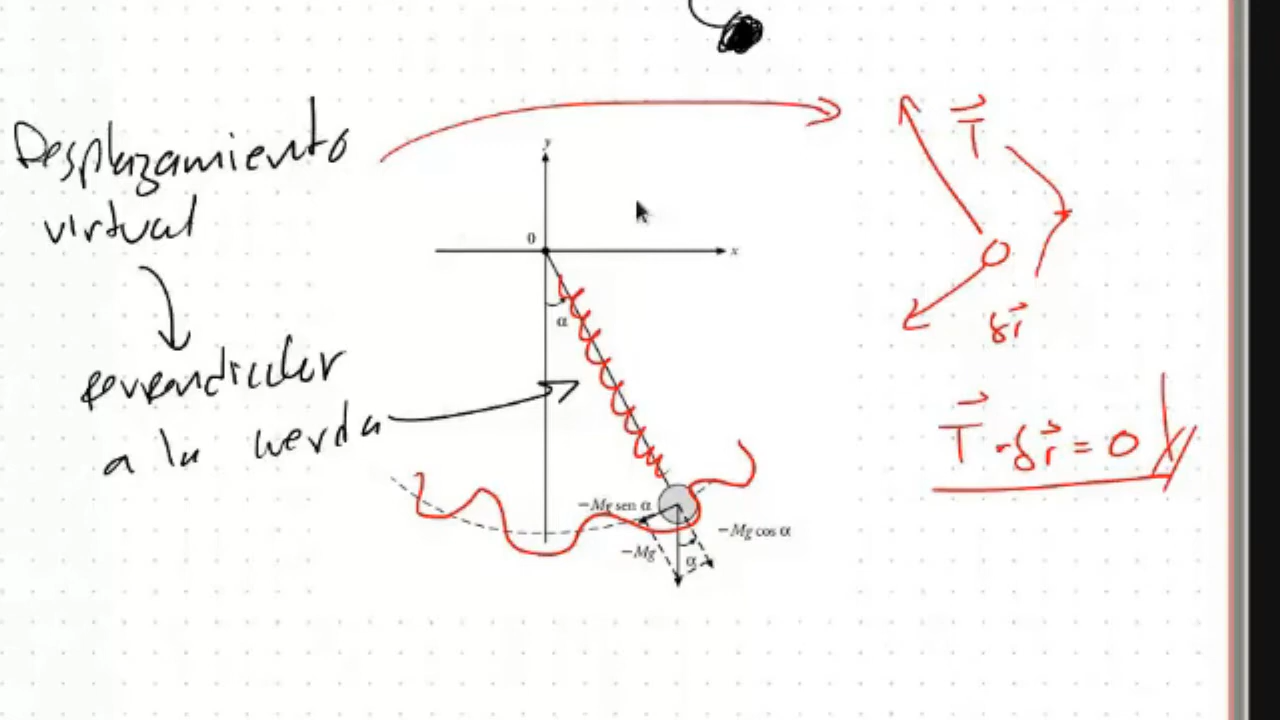 Desplazamiento
virtual
perpendicular
a la cuerda
y
0
x
α
−Mg sen α
−Mg cos α
−Mg
α
T⃗
δr⃗
T⃗ · δr⃗ = 0